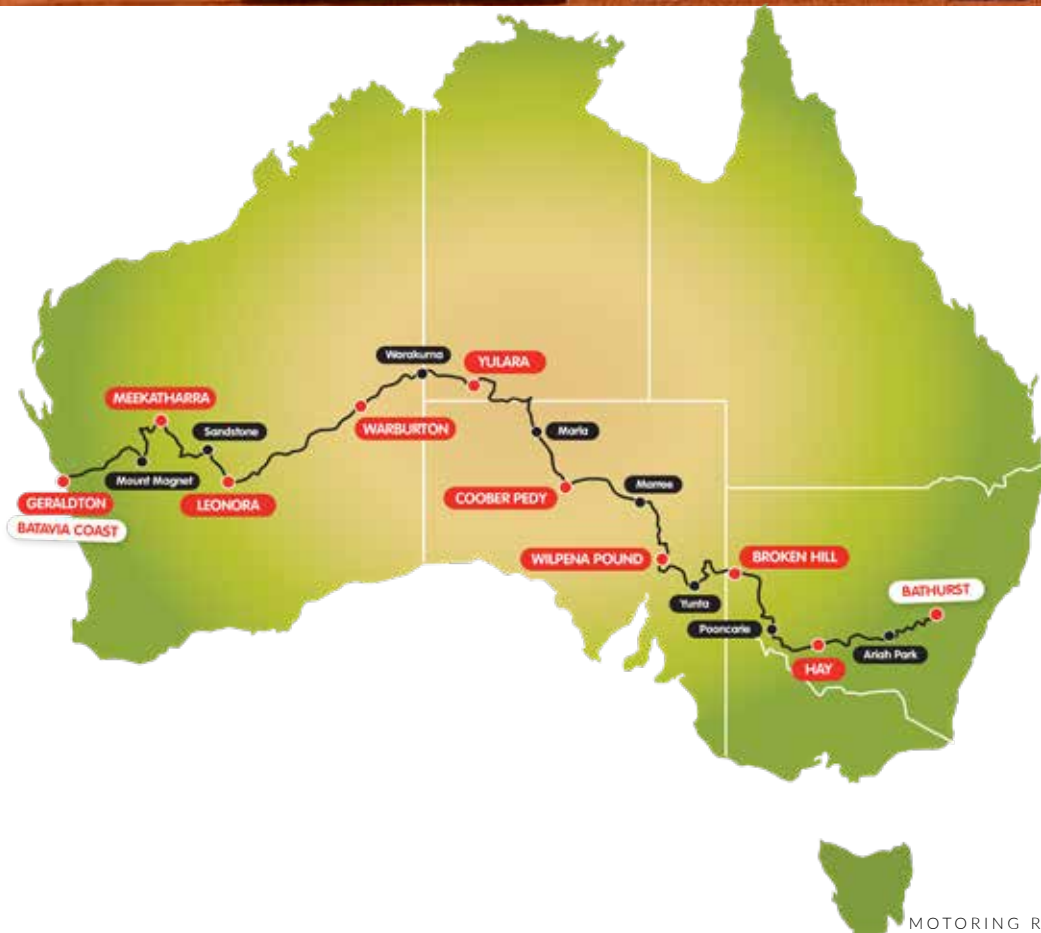 Warakurna
YULARA
MEEKATHARRA
Sandstone
WARBURTON
Marla
Mount Magnet
LEONORA
COOBER PEDY
Marree
GERALDTON
BATAVIA COAST
WILPENA POUND
BROKEN HILL
Yunta
BATHURST
Pooncarie
HAY
Ariah Park
MOTORING R